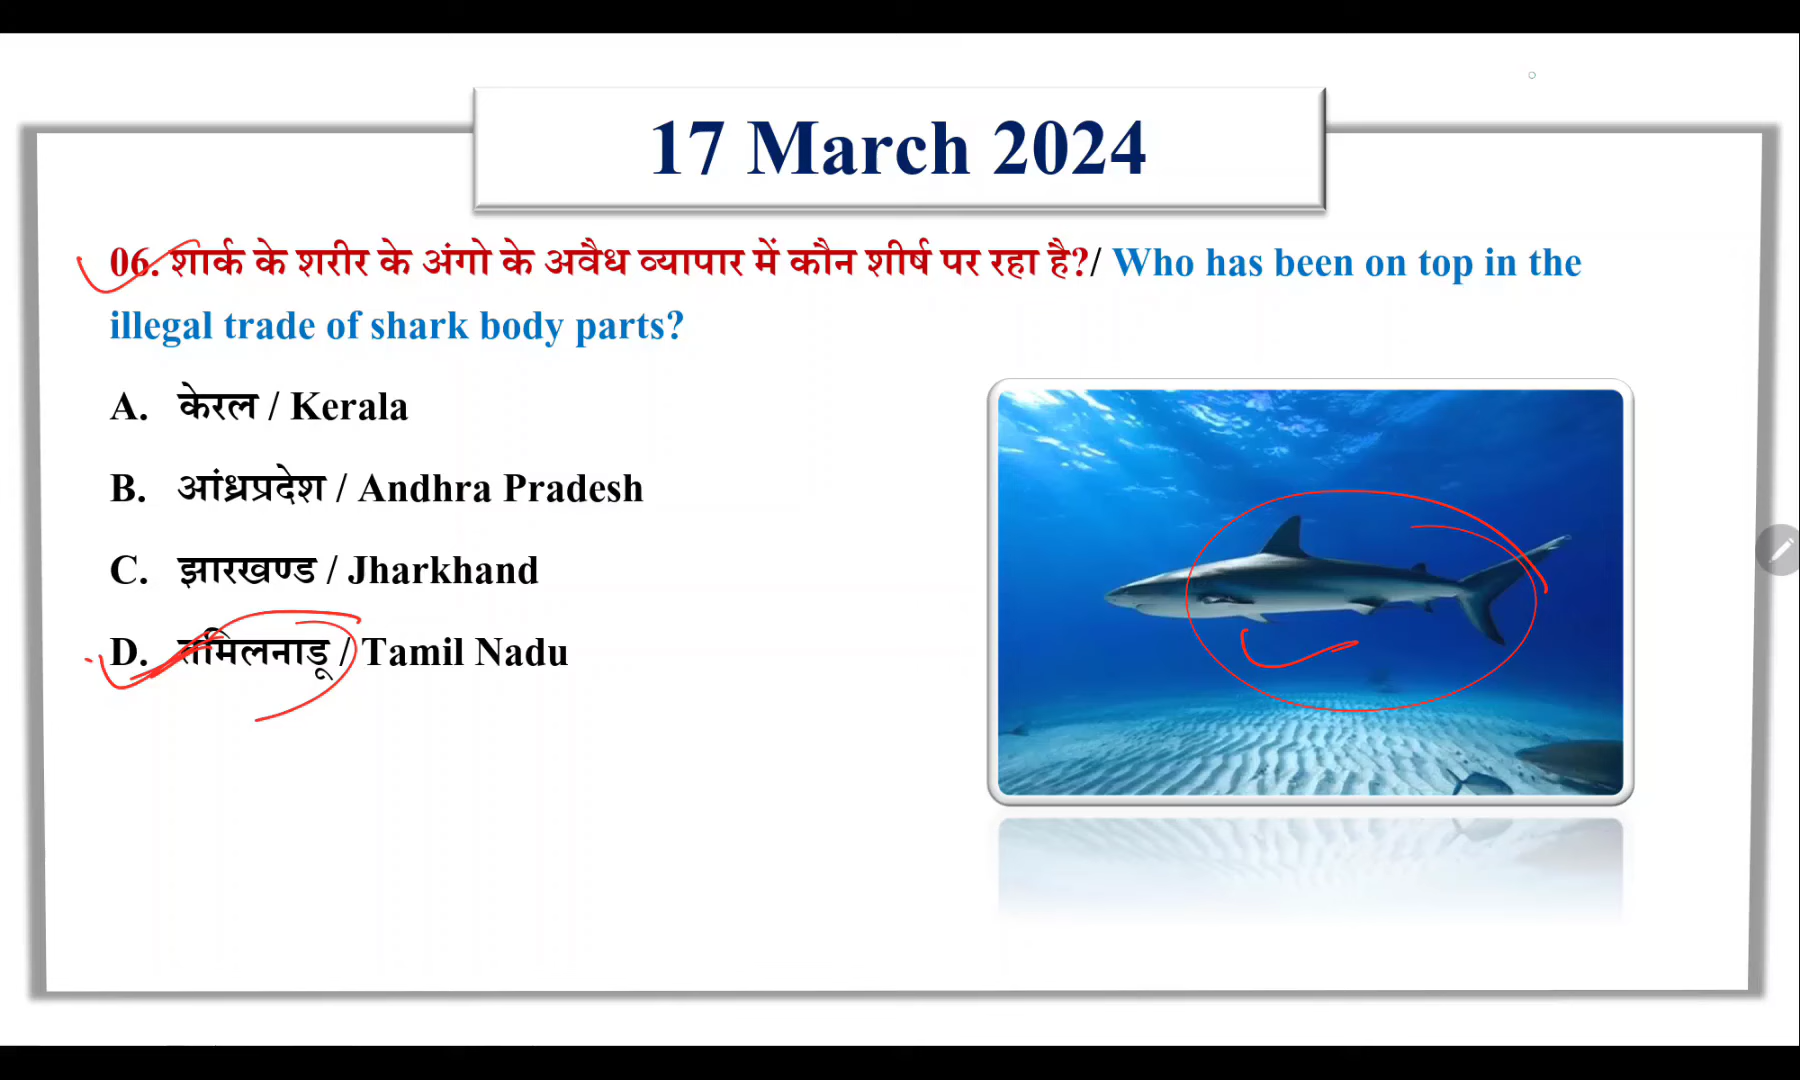 17 March 2024
06. शार्क के शरीर के अंगो के अवैध व्यापार में कौन शीर्ष पर रहा है?/ Who has been on top in the
illegal trade of shark body parts?
A. केरल / Kerala
B. आंध्रप्रदेश / Andhra Pradesh
C. झारखण्ड / Jharkhand
D. तमिलनाडू / Tamil Nadu